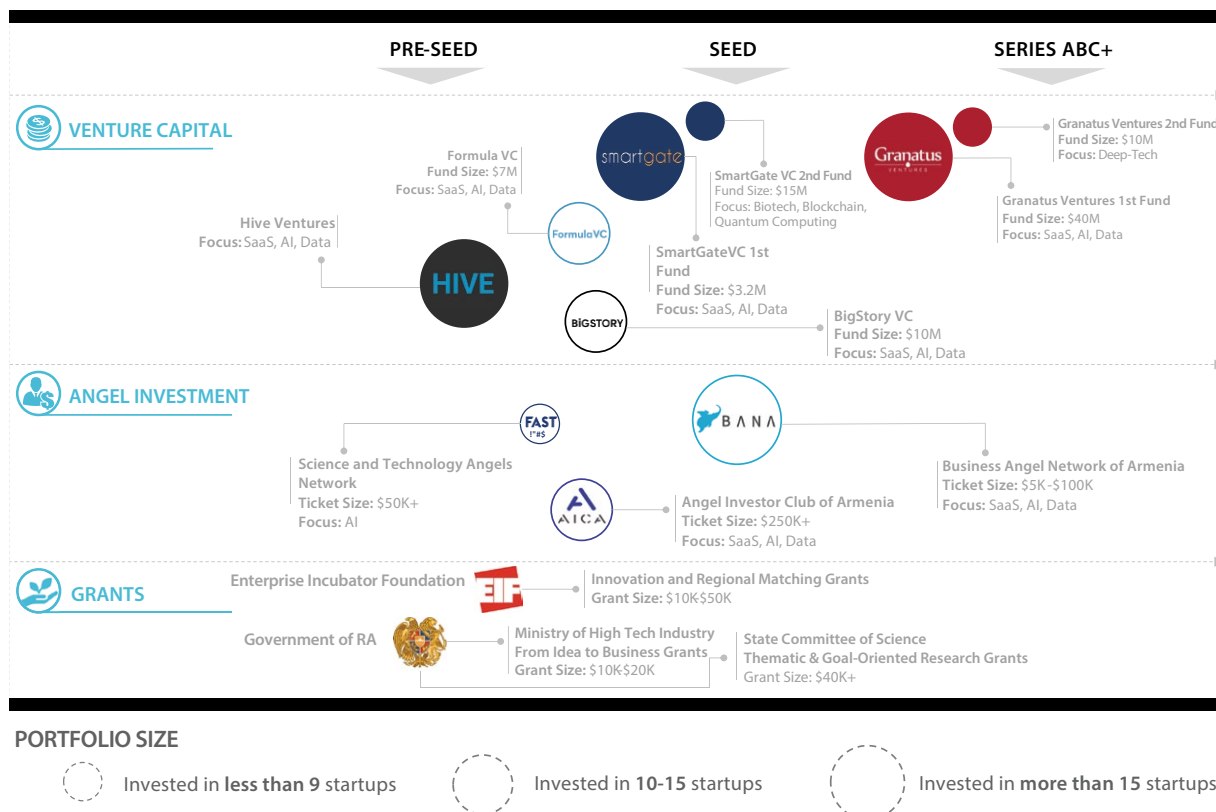 PRE-SEED
SEED
SERIES ABC+
VENTURE CAPITAL
Formula VC
Fund Size: $7M
Focus: SaaS, AI, Data
FormulaVC
Hive Ventures
Focus: SaaS, AI, Data
HIVE
smartgate
SmartGate VC 2nd Fund
Fund Size: $15M
Focus: Biotech, Blockchain,
Quantum Computing
SmartGateVC 1st
Fund
Fund Size: $3.2M
Focus: SaaS, AI, Data
BiGSTORY
BigStory VC
Fund Size: $10M
Focus: SaaS, AI, Data
Granatus
VENTURES
Granatus Ventures 2nd Fund
Fund Size: $10M
Focus: Deep-Tech
Granatus Ventures 1st Fund
Fund Size: $40M
Focus: SaaS, AI, Data
ANGEL INVESTMENT
FAST
!"#$
Science and Technology Angels
Network
Ticket Size: $50K+
Focus: AI
AICA
Angel Investor Club of Armenia
Ticket Size: $250K+
Focus: SaaS, AI, Data
BANA
Business Angel Network of Armenia
Ticket Size: $5K-$100K
Focus: SaaS, AI, Data
GRANTS
Enterprise Incubator Foundation
EIF
Innovation and Regional Matching Grants
Grant Size: $10K-$50K
Government of RA
Ministry of High Tech Industry
From Idea to Business Grants
Grant Size: $10K-$20K
State Committee of Science
Thematic & Goal-Oriented Research Grants
Grant Size: $40K+
PORTFOLIO SIZE
Invested in less than 9 startups
Invested in 10-15 startups
Invested in more than 15 startups